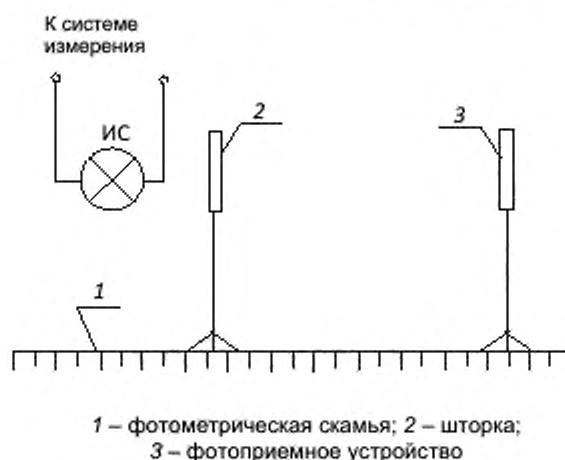 К системе
измерения
ИС
2
3
1
1 – фотометрическая скамья; 2 – шторка;
3 – фотоприемное устройство